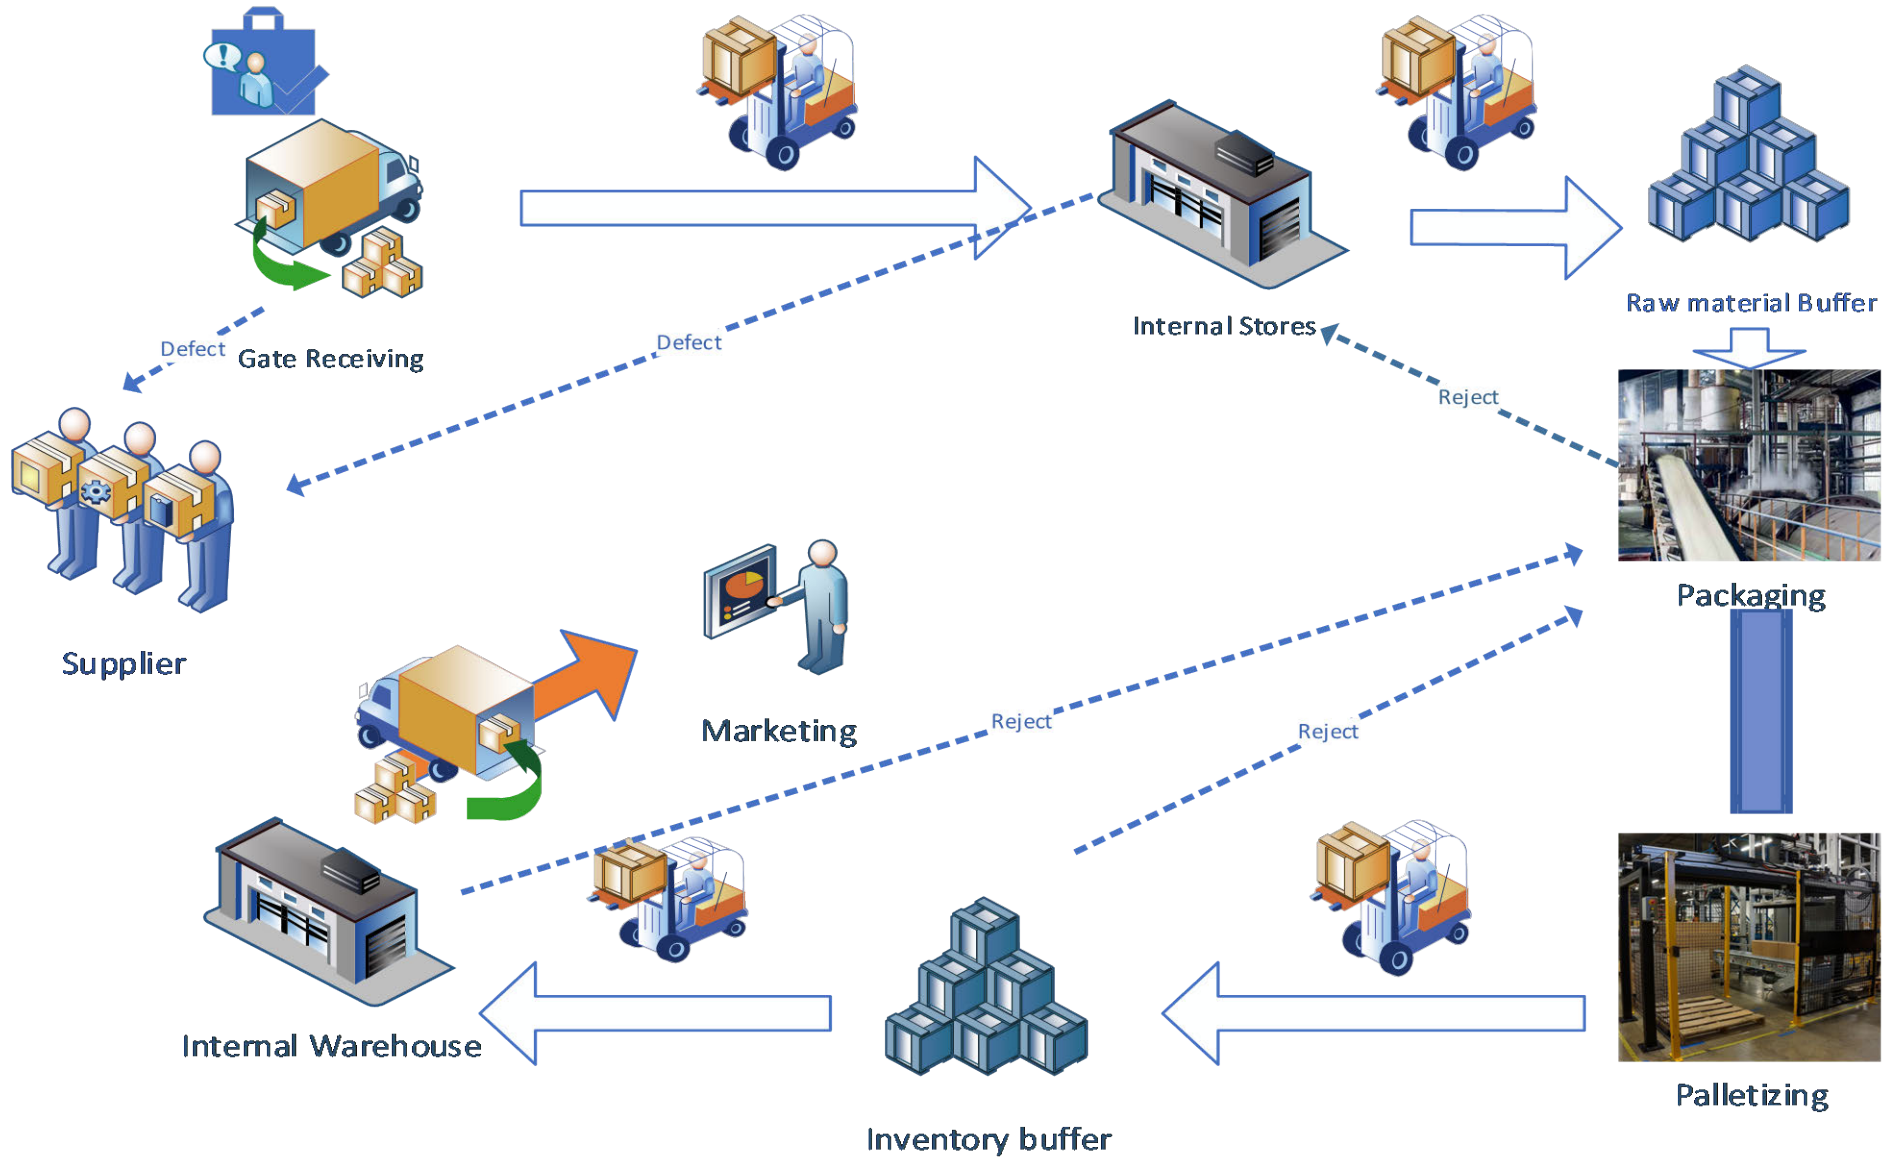 Raw material Buffer
Internal Stores
Defect
Gate Receiving
Defect
Reject
Packaging
Supplier
Marketing
Reject
Reject
Internal Warehouse
Palletizing
Inventory buffer